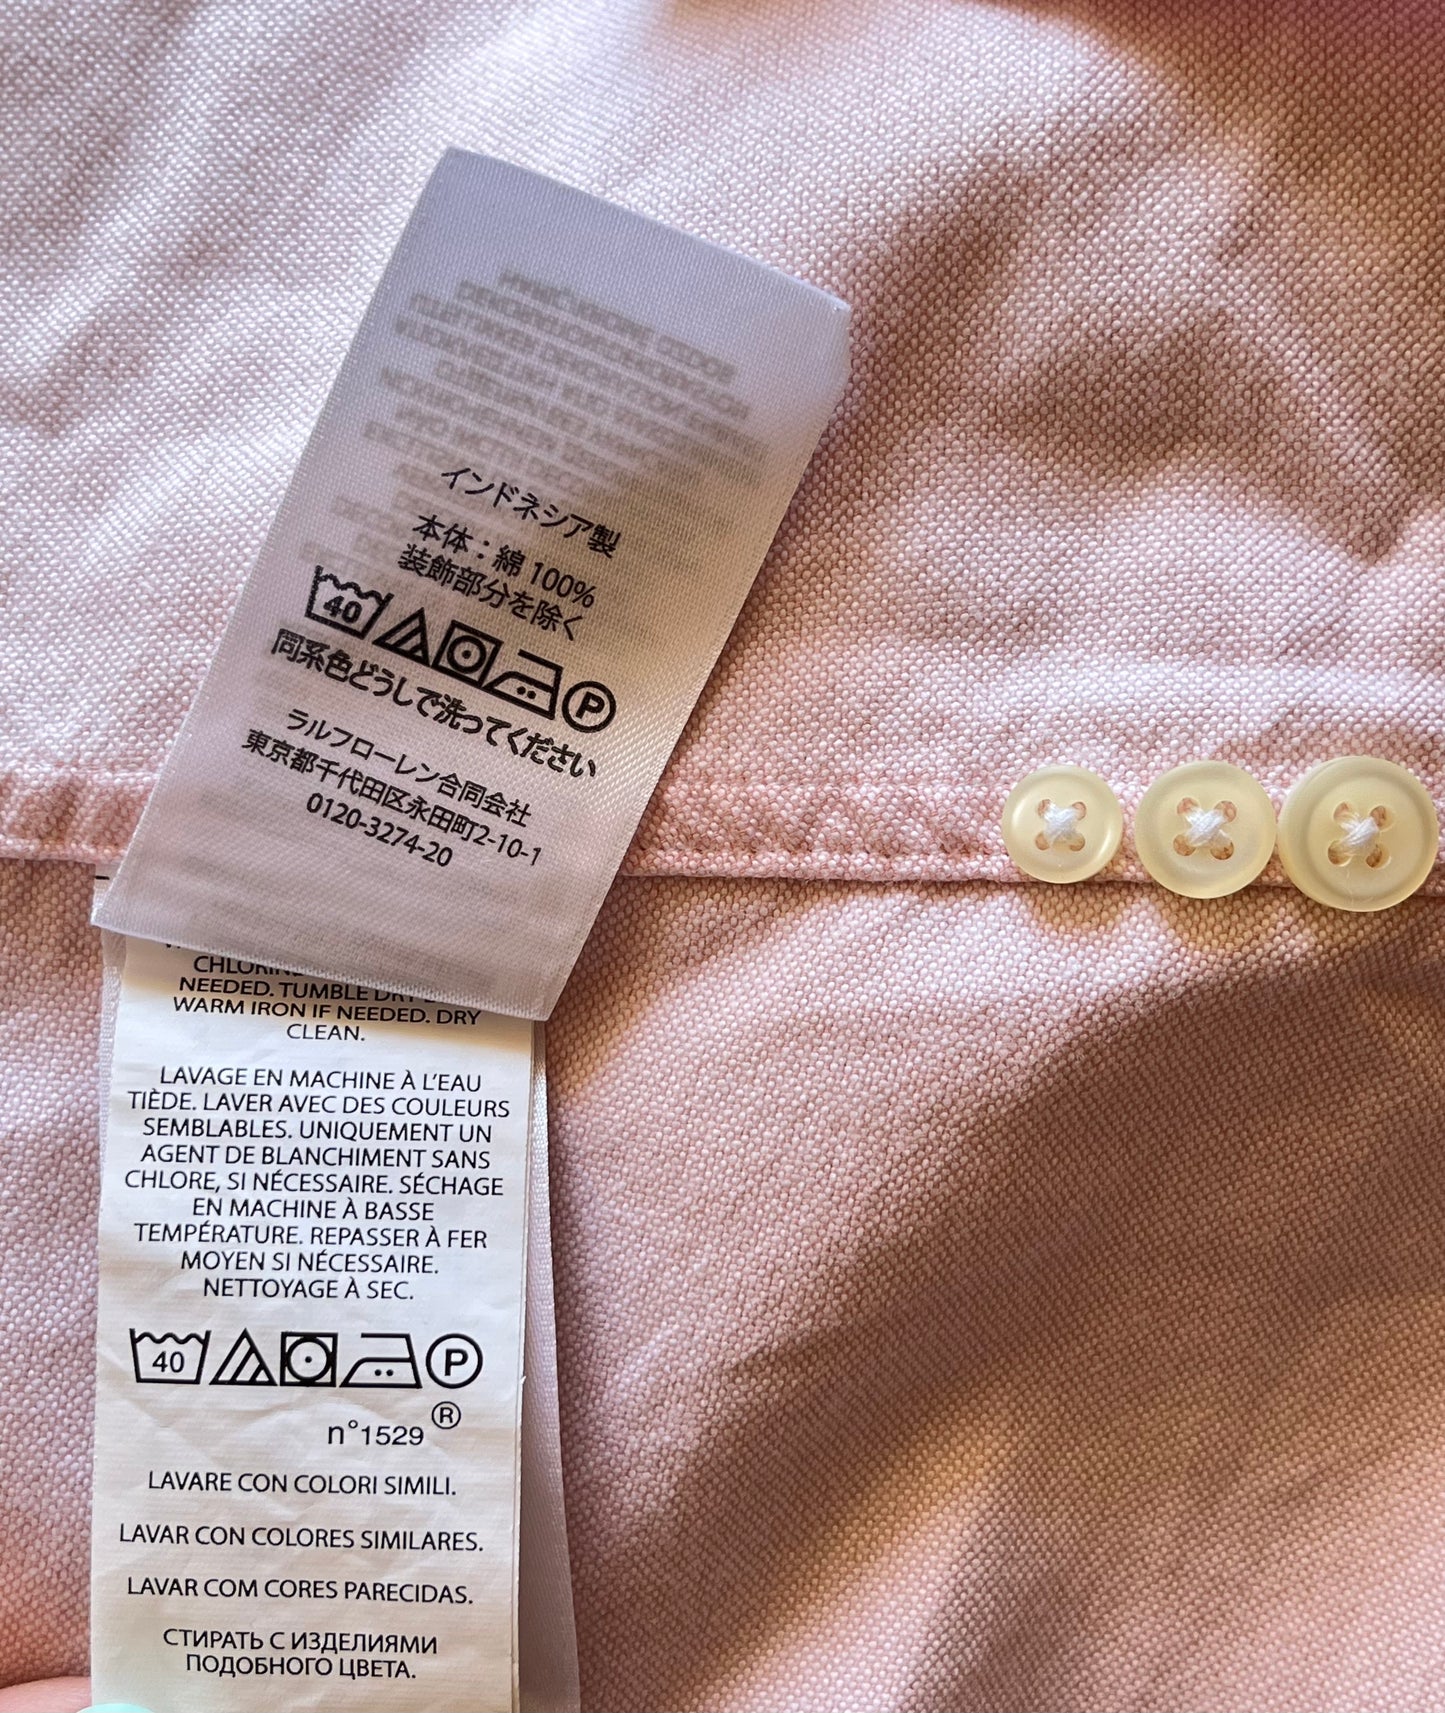 インドネシア製
本体：綿 100%
装飾部分を除く
40
P
同系色どうしで洗ってください
ラルフローレン合同会社
東京都千代田区永田町2-10-1
0120-3274-20
NEEDED. TUMBLE DRY
WARM IRON IF NEEDED. DRY
CLEAN.
LAVAGE EN MACHINE À L'EAU
TIÈDE. LAVER AVEC DES COULEURS
SEMBLABLES. UNIQUEMENT UN
AGENT DE BLANCHIMENT SANS
CHLORE, SI NÉCESSAIRE. SÉCHAGE
EN MACHINE À BASSE
TEMPÉRATURE. REPASSER À FER
MOYEN SI NÉCESSAIRE.
NETTOYAGE À SEC.
40
P
n°1529 ®
LAVARE CON COLORI SIMILI.
LAVAR CON COLORES SIMILARES.
LAVAR COM CORES PARECIDAS.
СТИРАТЬ С ИЗДЕЛИЯМИ
ПОДОБНОГО ЦВЕТА.